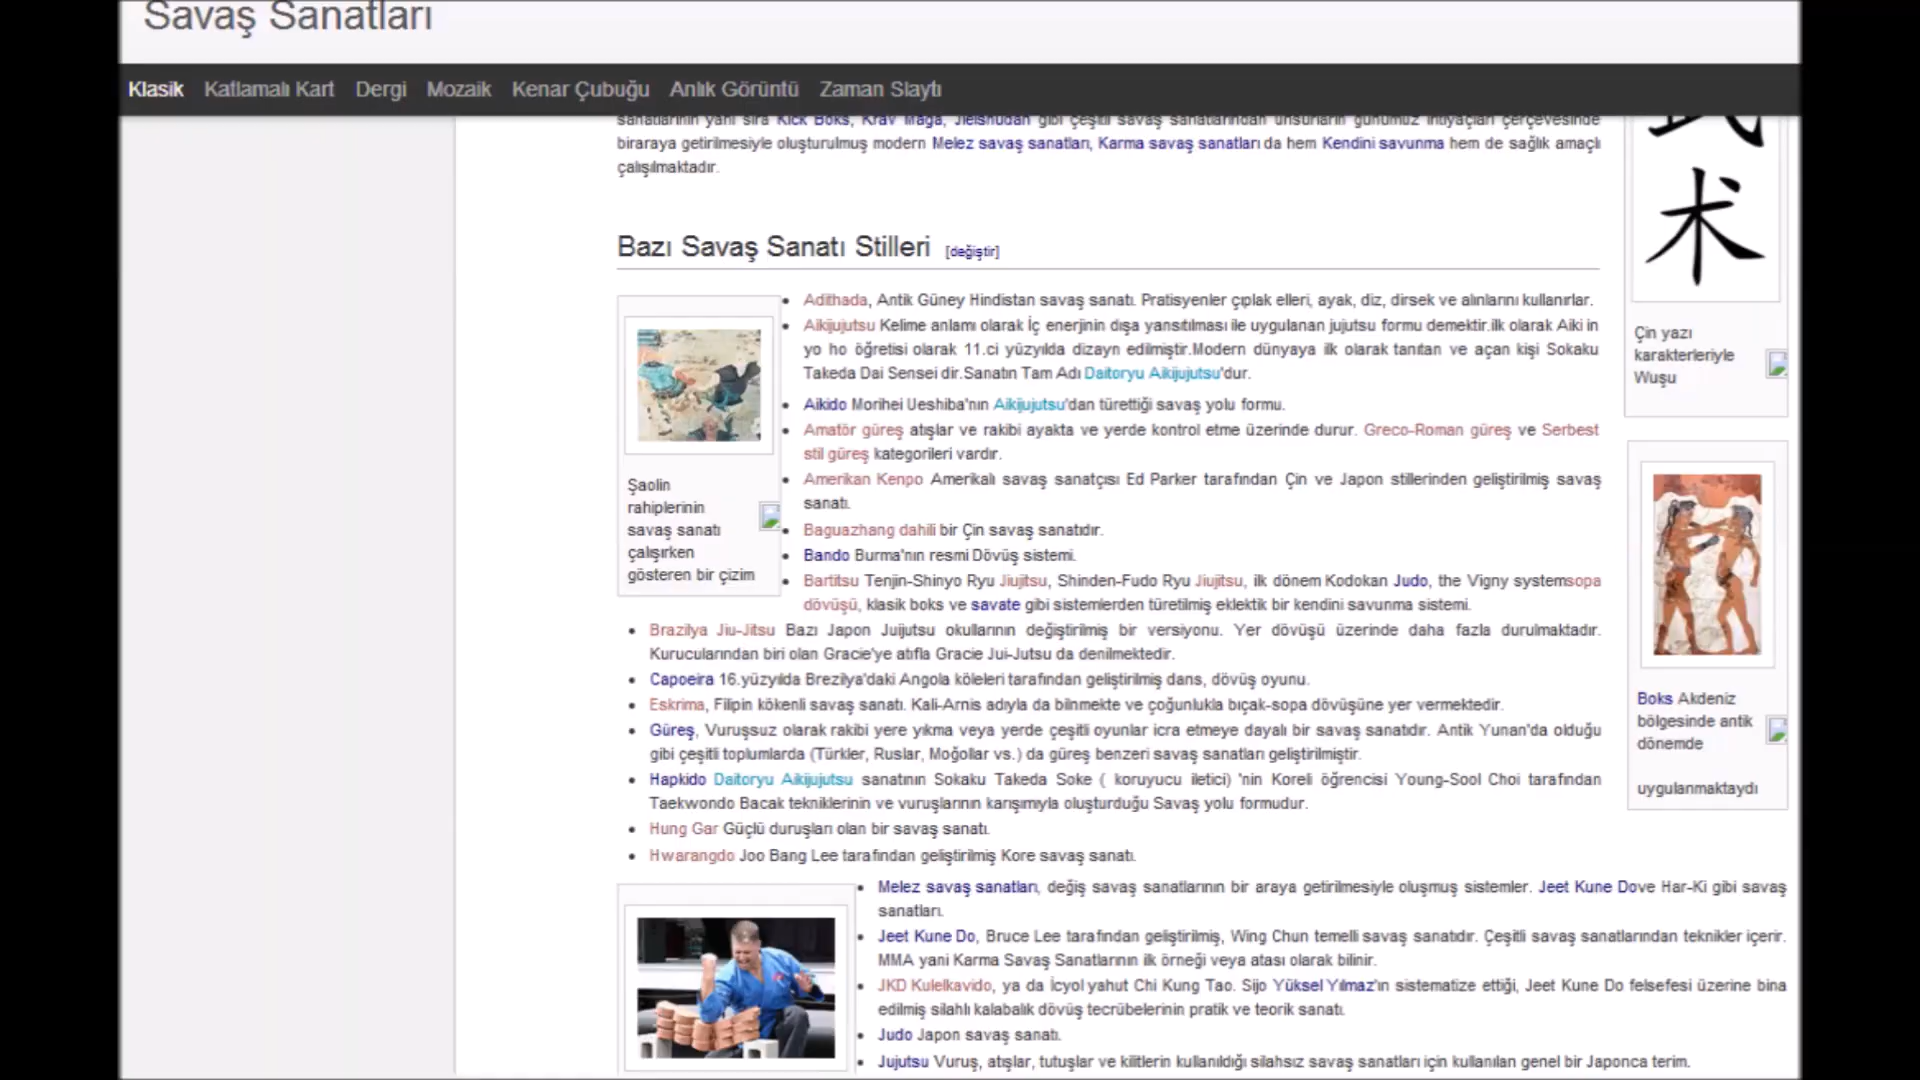 Savaş Sanatları
Klasik Katlamalı Kart Dergi Mozaik Kenar Çubuğu Anlık Görüntü Zaman Slaytı
sanatlarının yanı sıra Kick Boks, Krav Maga, Jieishudan gibi çeşitli savaş sanatlarından unsurların günümüz ihtiyaçları çerçevesinde
biraraya getirilmesiyle oluşturulmuş modern Melez savaş sanatları, Karma savaş sanatları da hem Kendini savunma hem de sağlık amaçlı
çalışılmaktadır.
武
术
Çin yazı
karakterleriyle
Wuşu
Bazı Savaş Sanatı Stilleri [değiştir]
Şaolin
rahiplerinin
savaş sanatı
çalışırken
gösteren bir çizim
Adithada, Antik Güney Hindistan savaş sanatı. Pratisyenler çıplak elleri, ayak, diz, dirsek ve alınlarını kullanırlar.
Aikijujutsu Kelime anlamı olarak İç enerjinin dışa yansıtılması ile uygulanan jujutsu formu demektir.ilk olarak Aiki in
yo ho öğretisi olarak 11.ci yüzyılda dizayn edilmiştir.Modern dünyaya ilk olarak tanıtan ve açan kişi Sokaku
Takeda Dai Sensei dir.Sanatın Tam Adı Daitoryu Aikijujutsu'dur.
Aikido Morihei Ueshiba'nın Aikijujutsu'dan türettiği savaş yolu formu.
Amatör güreş atışlar ve rakibi ayakta ve yerde kontrol etme üzerinde durur. Greco-Roman güreş ve Serbest
stil güreş kategorileri vardır.
Amerikan Kenpo Amerikalı savaş sanatçısı Ed Parker tarafından Çin ve Japon stillerinden geliştirilmiş savaş
sanatı.
Baguazhang dahili bir Çin savaş sanatıdır.
Bando Burma'nın resmi Dövüş sistemi.
Bartitsu Tenjin-Shinyo Ryu Jiujitsu, Shinden-Fudo Ryu Jiujitsu, ilk dönem Kodokan Judo, the Vigny systemsopa
dövüşü, klasik boks ve savate gibi sistemlerden türetilmiş eklektik bir kendini savunma sistemi.
Brazilya Jiu-Jitsu Bazı Japon Juijutsu okullarının değiştirilmiş bir versiyonu. Yer dövüşü üzerinde daha fazla durulmaktadır.
Kurucularından biri olan Gracie'ye atıfla Gracie Jui-Jutsu da denilmektedir.
Capoeira 16.yüzyılda Brezilya'daki Angola köleleri tarafından geliştirilmiş dans, dövüş oyunu.
Eskrima, Filipin kökenli savaş sanatı. Kali-Arnis adıyla da bilnmekte ve çoğunlukla bıçak-sopa dövüşüne yer vermektedir.
Güreş, Vuruşsuz olarak rakibi yere yıkma veya yerde çeşitli oyunlar icra etmeye dayalı bir savaş sanatıdır. Antik Yunan'da olduğu
gibi çeşitli toplumlarda (Türkler, Ruslar, Moğollar vs.) da güreş benzeri savaş sanatları geliştirilmiştir.
Hapkido Daitoryu Aikijujutsu sanatının Sokaku Takeda Soke ( koruyucu iletici) 'nin Koreli öğrencisi Young-Sool Choi tarafından
Taekwondo Bacak tekniklerinin ve vuruşlarının karışımıyla oluşturduğu Savaş yolu formudur.
Hung Gar Güçlü duruşları olan bir savaş sanatı.
Hwarangdo Joo Bang Lee tarafından geliştirilmiş Kore savaş sanatı.
Boks Akdeniz
bölgesinde antik
dönemde
uygulanmaktaydı
Melez savaş sanatları, değiş savaş sanatlarının bir araya getirilmesiyle oluşmuş sistemler. Jeet Kune Dove Har-Ki gibi savaş
sanatları.
Jeet Kune Do, Bruce Lee tarafından geliştirilmiş, Wing Chun temelli savaş sanatıdır. Çeşitli savaş sanatlarından teknikler içerir.
MMA yani Karma Savaş Sanatlarının ilk örneği veya atası olarak bilinir.
JKD Kulelkavido, ya da İcyol yahut Chi Kung Tao. Sijo Yüksel Yılmaz'ın sistematize ettiği, Jeet Kune Do felsefesi üzerine bina
edilmiş silahlı kalabalık dövüş tecrübelerinin pratik ve teorik sanatı.
Judo Japon savaş sanatı.
Jujutsu Vuruş, atışlar, tutuşlar ve kilitlerin kullanıldığı silahsız savaş sanatları için kullanılan genel bir Japonca terim.